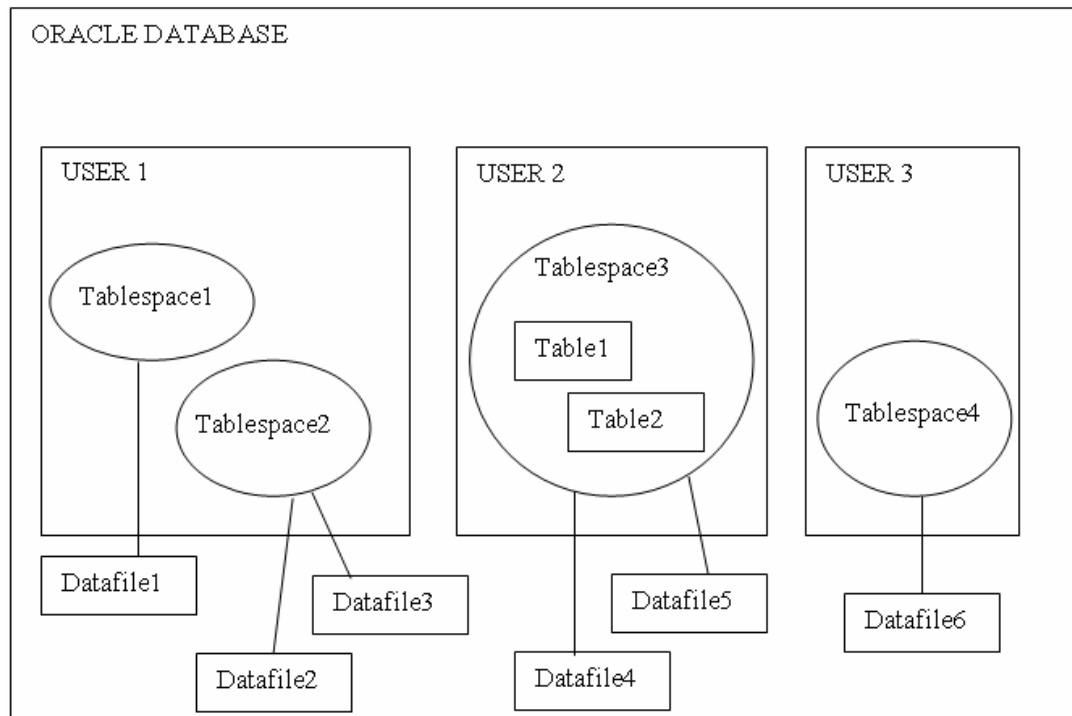 ORACLE DATABASE
USER 1
Tablespace1
Tablespace2
Datafile1
Datafile3
Datafile2
USER 2
Tablespace3
Table1
Table2
Datafile5
Datafile4
USER 3
Tablespace4
Datafile6